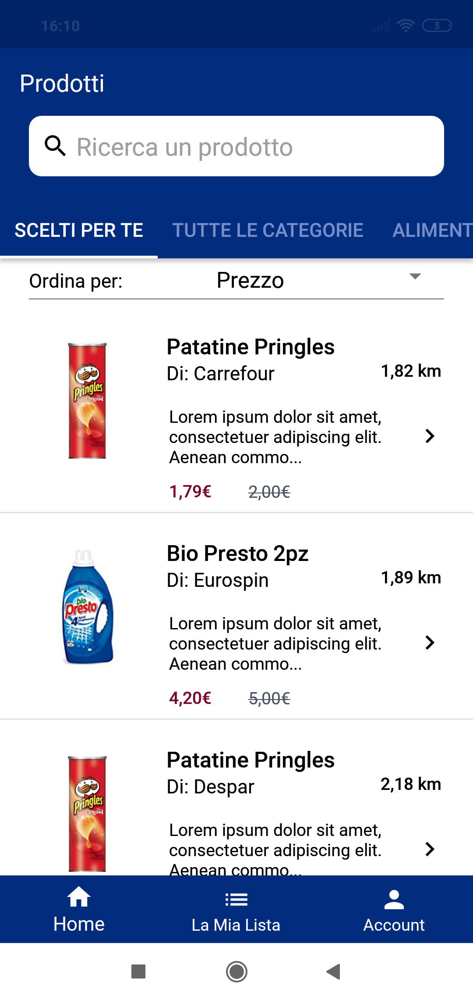 16:10
3
Prodotti
Ricerca un prodotto
SCELTI PER TE
TUTTE LE CATEGORIE
ALIMENT
Ordina per:
Prezzo
Patatine Pringles
Di: Carrefour
1,82 km
Pringles
the
Original
Lorem ipsum dolor sit amet,
consectetuer adipiscing elit.
Aenean commo...
1,79€
2,00€
Bio Presto 2pz
Di: Eurospin
1,89 km
bio
Presto
4
Lorem ipsum dolor sit amet,
consectetuer adipiscing elit.
Aenean commo...
4,20€
5,00€
Patatine Pringles
Di: Despar
2,18 km
Pringles
the
Original
Lorem ipsum dolor sit amet,
consectetuer adipiscing elit.
Aenean commo...
Home
La Mia Lista
Account